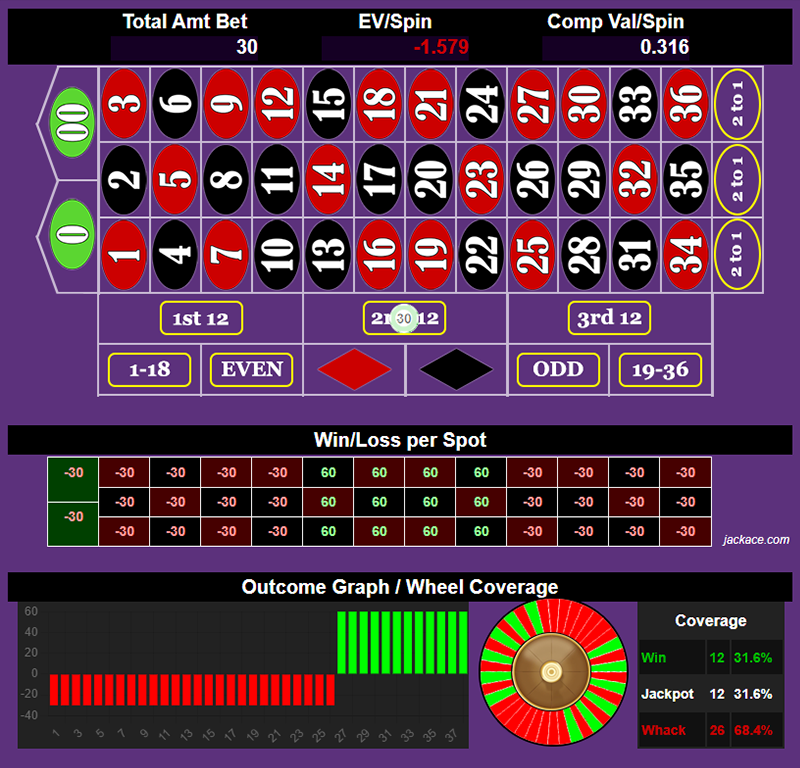 Total Amt Bet EV/Spin Comp Val/Spin
30 -1.579 0.316
00 3 6 9 12 15 18 21 24 27 30 33 36 2 to 1
2 5 8 11 14 17 20 23 26 29 32 35 2 to 1
0 1 4 7 10 13 16 19 22 25 28 31 34 2 to 1
1st 12 2n 30 12 3rd 12
1-18 EVEN ODD 19-36
Win/Loss per Spot
-30 -30 -30 -30 -30 60 60 60 60 -30 -30 -30 -30
-30 -30 -30 -30 60 60 60 60 -30 -30 -30 -30
-30 -30 -30 -30 -30 60 60 60 60 -30 -30 -30 -30
jackace.com
Outcome Graph / Wheel Coverage
60
40
20
0
-20
-40
1 3 5 7 9 11 13 15 17 19 21 23 25 27 29 31 33 35 37
Coverage
Win 12 31.6%
Jackpot 12 31.6%
Whack 26 68.4%